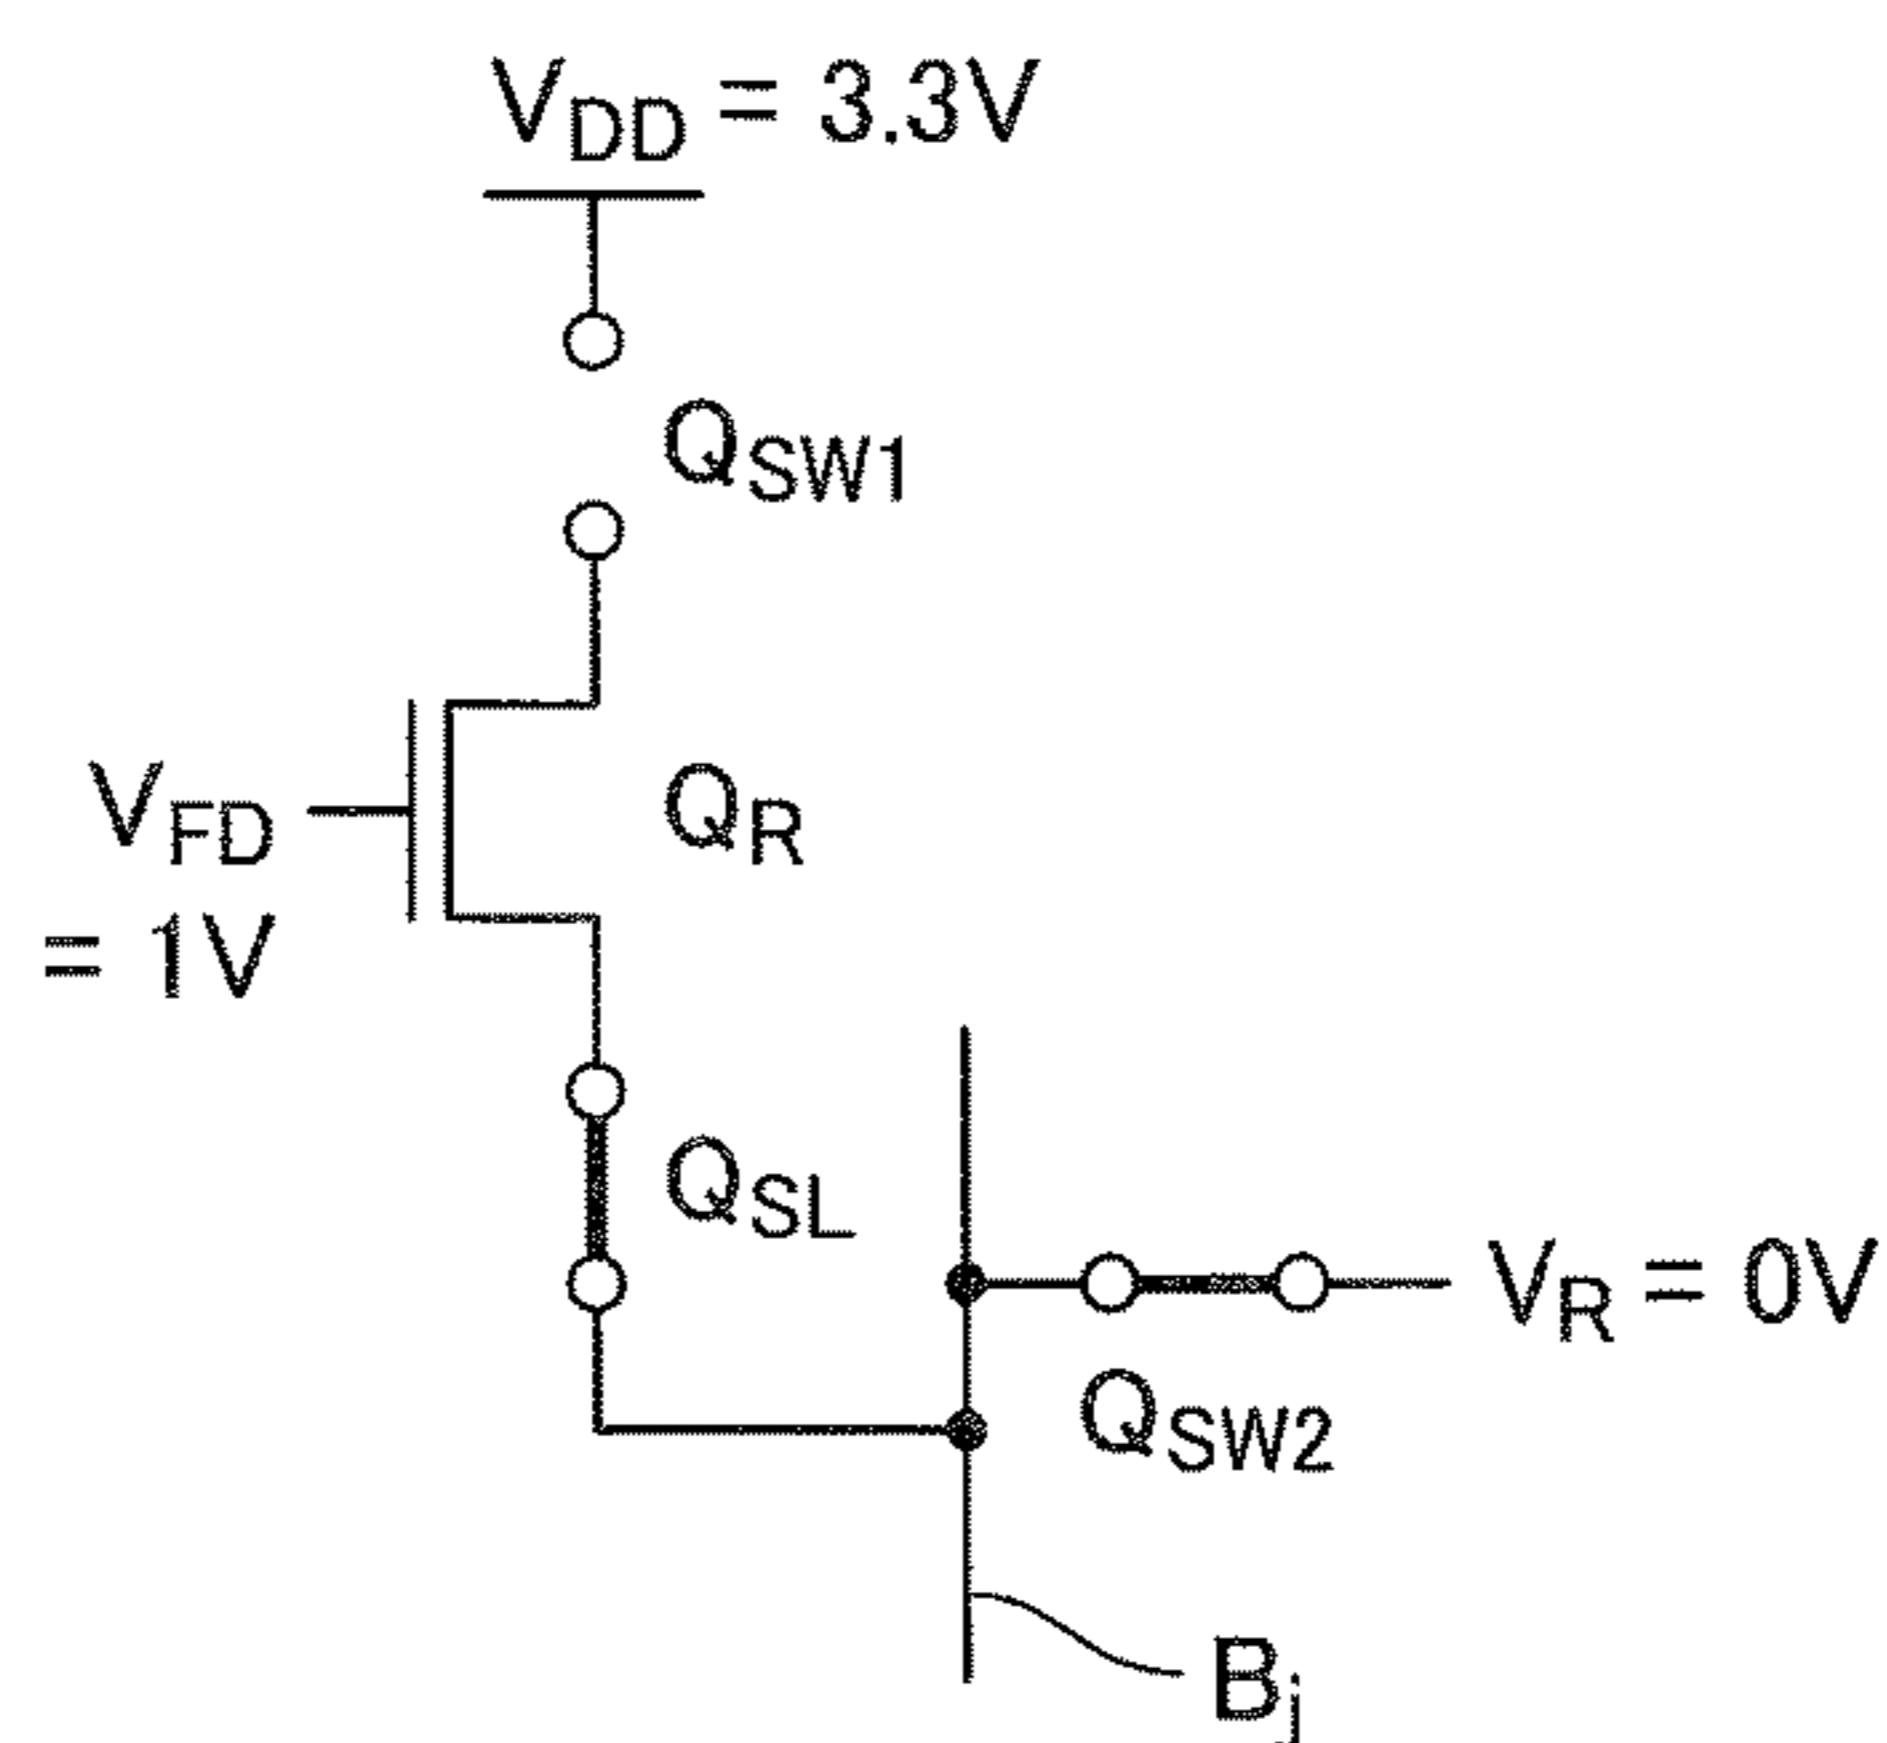 VDD = 3.3V
QSW1
VFD
= 1V
QR
QSL
VR = 0V
QSW2
Bj